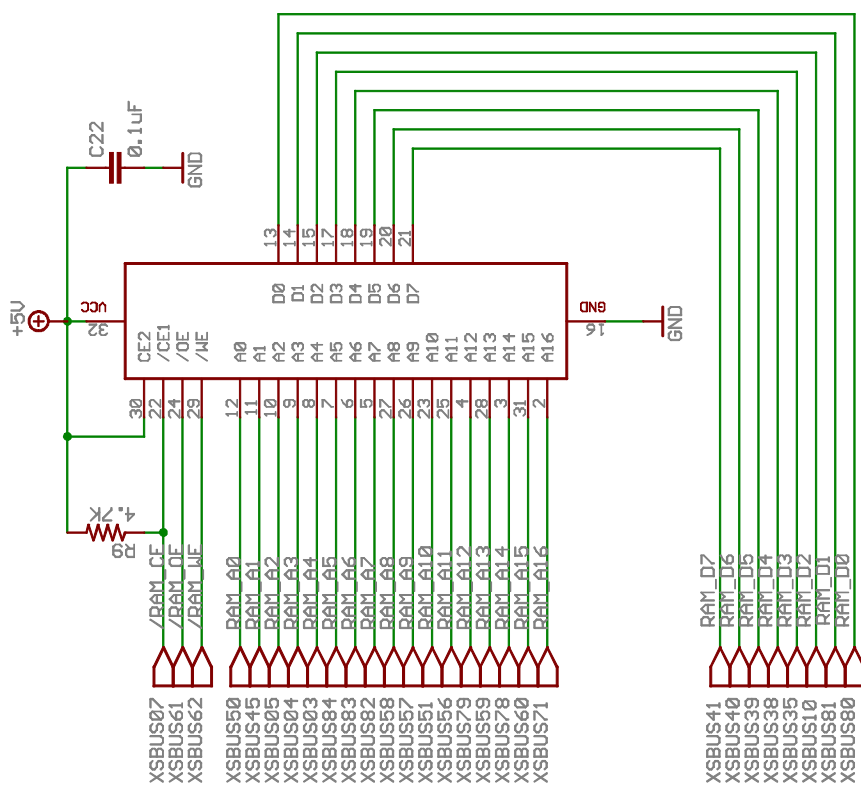 C22
0.1uF
GND
+5V
VCC
32
GND
16
GND
13
14
15
17
18
19
20
21
D0
D1
D2
D3
D4
D5
D6
D7
CE2
/CE1
/OE
/WE
A0
A1
A2
A3
A4
A5
A6
A7
A8
A9
A10
A11
A12
A13
A14
A15
A16
30
22
24
29
12
11
10
9
8
7
6
5
27
26
23
25
4
28
3
31
2
4.7K
R9
/RAM_CE
/RAM_OE
/RAM_WE
RAM_A0
RAM_A1
RAM_A2
RAM_A3
RAM_A4
RAM_A5
RAM_A6
RAM_A7
RAM_A8
RAM_A9
RAM_A10
RAM_A11
RAM_A12
RAM_A13
RAM_A14
RAM_A15
RAM_A16
RAM_D7
RAM_D6
RAM_D5
RAM_D4
RAM_D3
RAM_D2
RAM_D1
RAM_D0
XSBUS07
XSBUS61
XSBUS62
XSBUS50
XSBUS45
XSBUS05
XSBUS04
XSBUS03
XSBUS84
XSBUS83
XSBUS82
XSBUS58
XSBUS57
XSBUS51
XSBUS56
XSBUS79
XSBUS59
XSBUS78
XSBUS60
XSBUS71
XSBUS41
XSBUS40
XSBUS39
XSBUS38
XSBUS35
XSBUS10
XSBUS81
XSBUS80